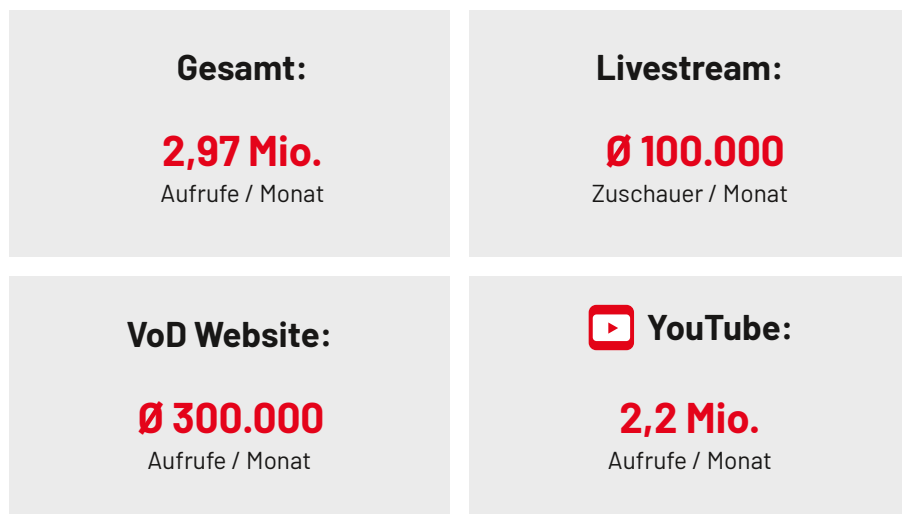 Gesamt:
2,97 Mio.
Aufrufe / Monat
Livestream:
Ø 100.000
Zuschauer / Monat
VoD Website:
Ø 300.000
Aufrufe / Monat
YouTube:
2,2 Mio.
Aufrufe / Monat